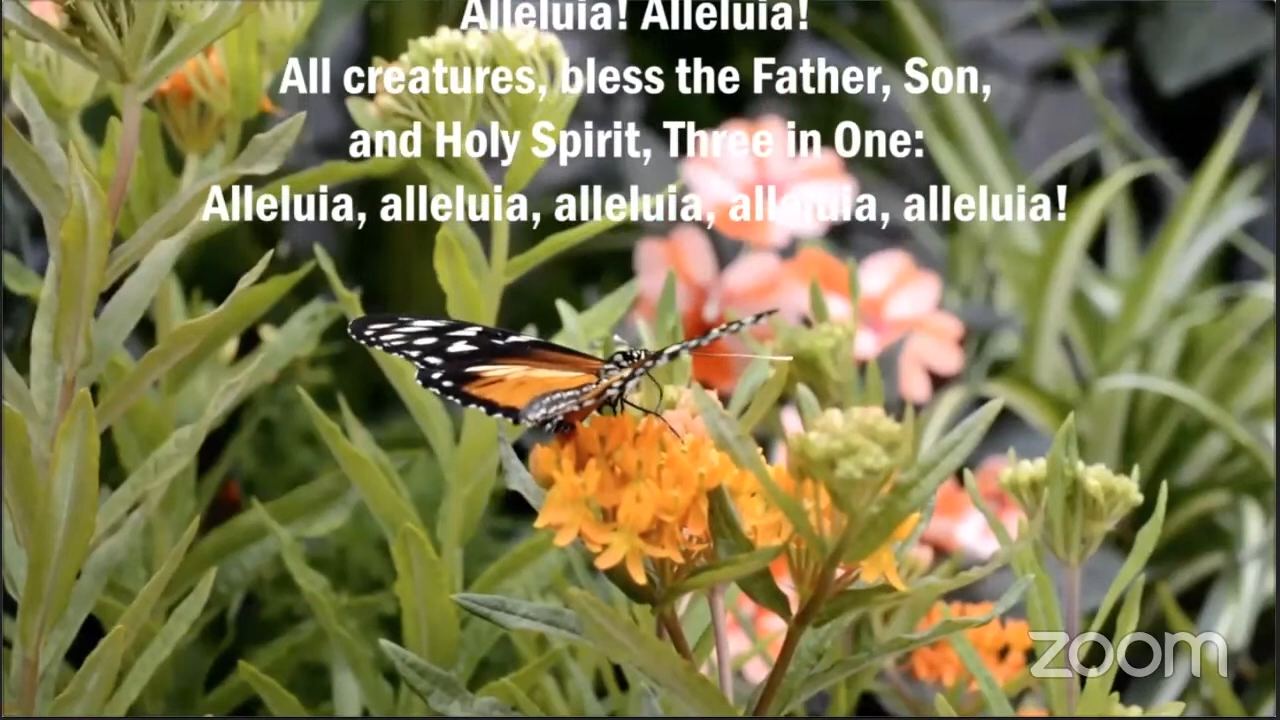 Alleluia! Alleluia!
All creatures, bless the Father, Son,
and Holy Spirit, Three in One:
Alleluia, alleluia, alleluia, alleluia, alleluia!
zoom